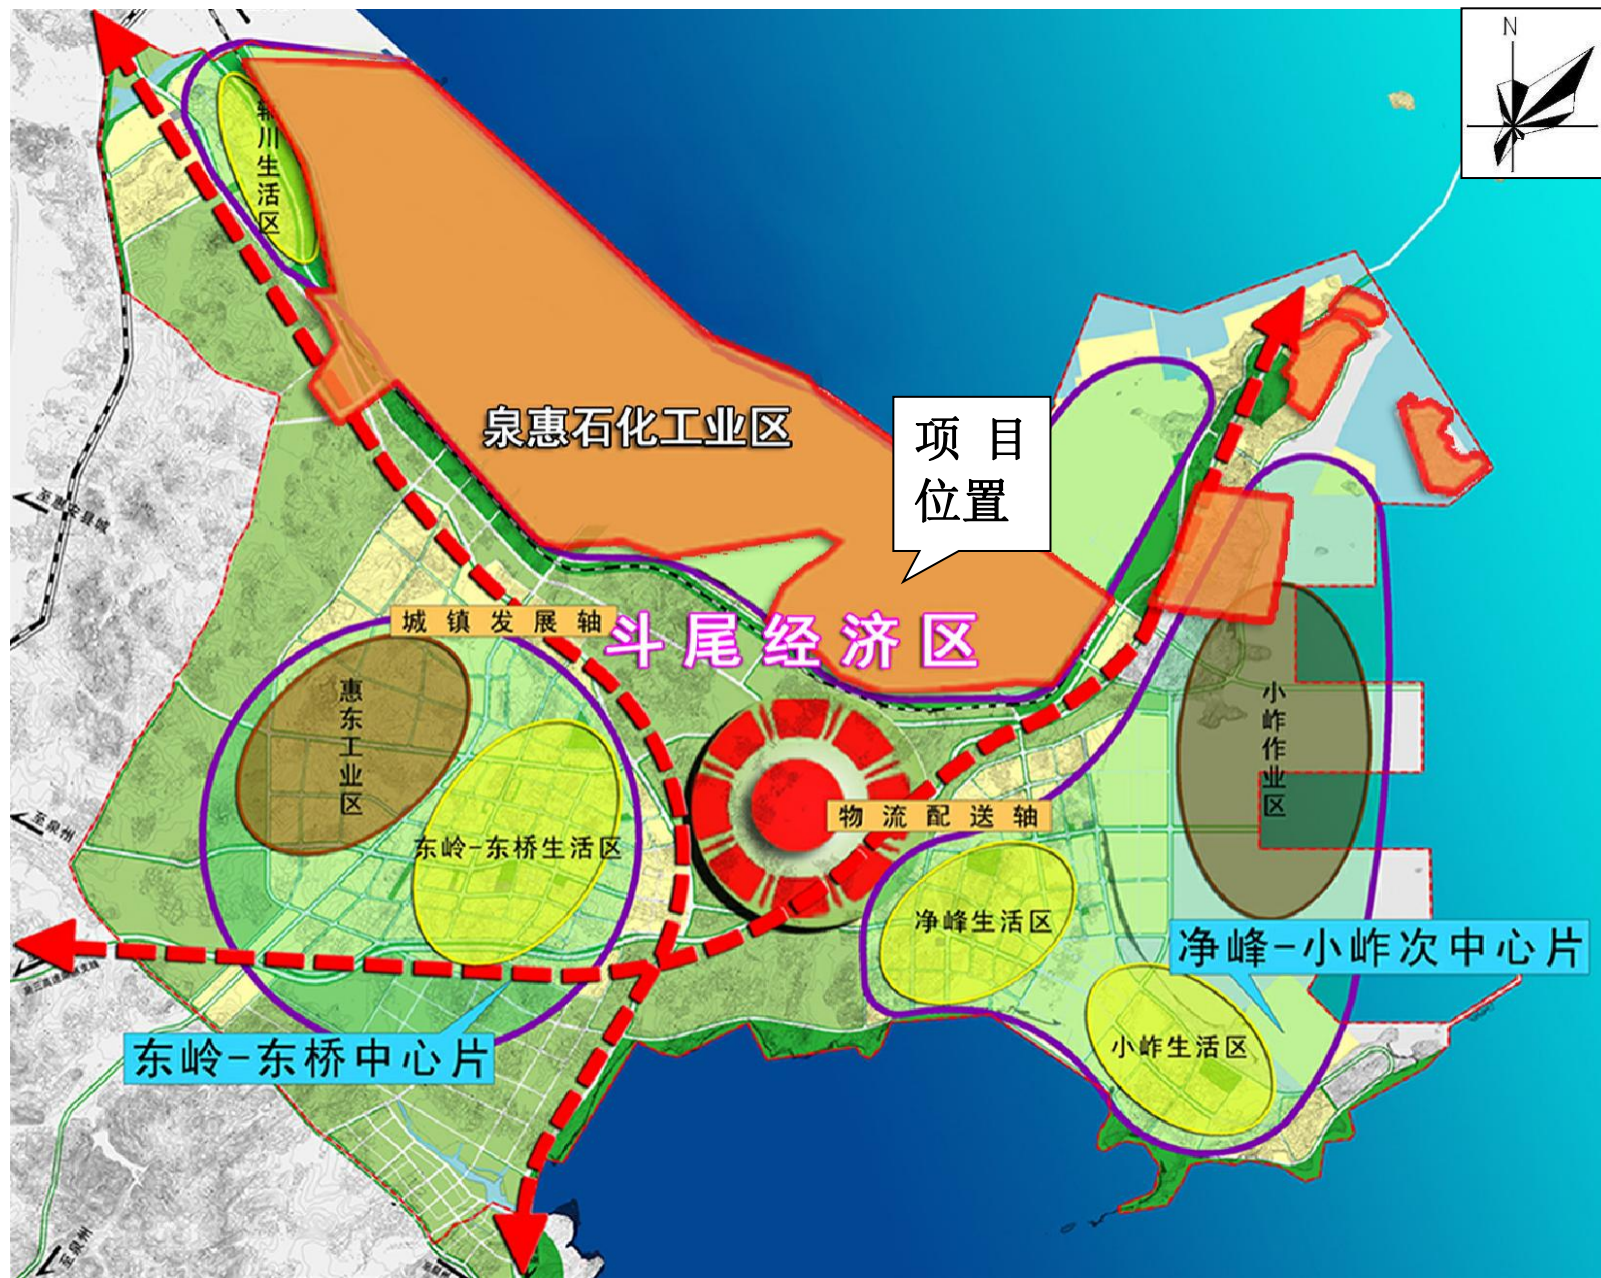 N
辋川生活区
泉惠石化工业区
项目
位置
至惠安县城
城镇发展轴
斗尾经济区
惠东工业区
小岞作业区
至泉州
物流配送轴
东岭-东桥生活区
净峰生活区
净峰-小岞次中心片
东岭-东桥中心片
小岞生活区
至泉州